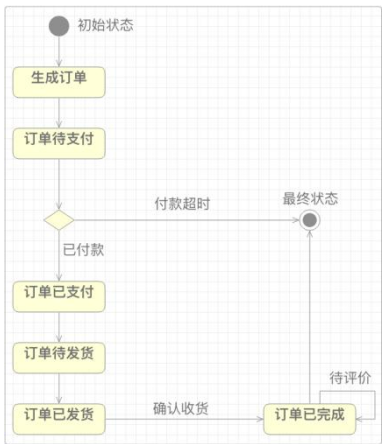 初始状态
生成订单
订单待支付
付款超时
最终状态
已付款
订单已支付
订单待发货
订单已发货
确认收货
待评价
订单已完成